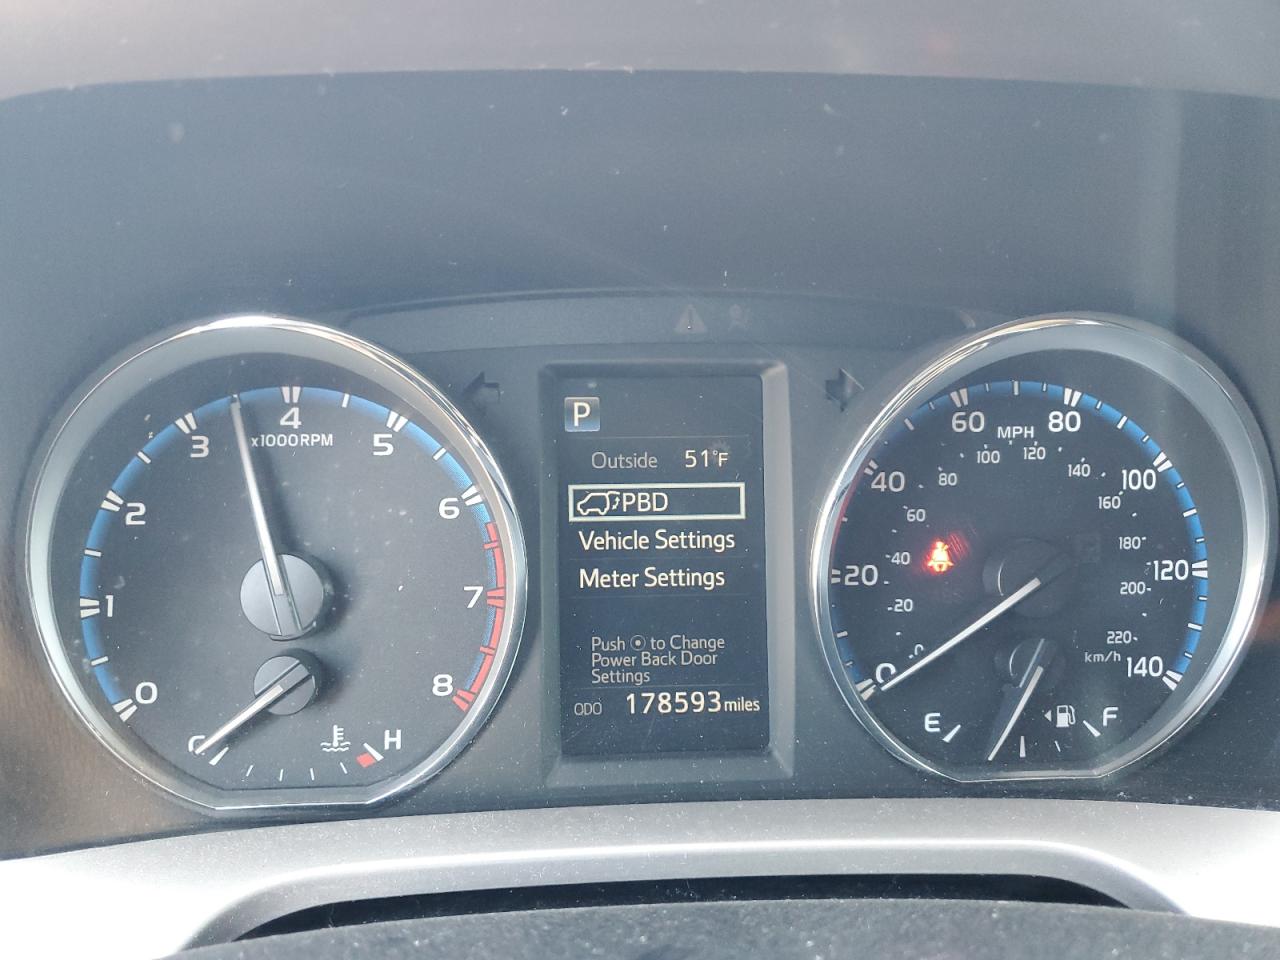 0
1
2
3
4
5
6
7
8
x1000RPM
C
H
P
Outside 51°F
PBD
Vehicle Settings
Meter Settings
Push to Change
Power Back Door
Settings
ODO 178593 miles
0
20
40
60
80
100
120
140
MPH
0
20
40
60
80
100
120
140
160
180
200
220
km/h
E
F